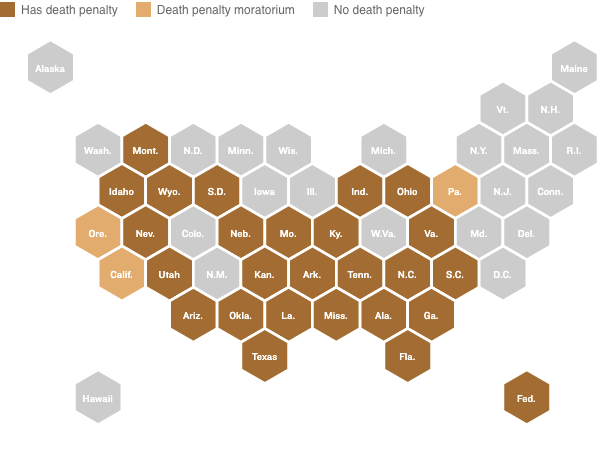 Has death penalty Death penalty moratorium No death penalty
Alaska Maine
Vt. N.H.
Wash. Mont. N.D. Minn. Wis. Mich. N.Y. Mass. R.I.
Idaho Wyo. S.D. Iowa Ill. Ind. Ohio Pa. N.J. Conn.
Ore. Nev. Colo. Neb. Mo. Ky. W.Va. Va. Md. Del.
Calif. Utah N.M. Kan. Ark. Tenn. N.C. S.C. D.C.
Ariz. Okla. La. Miss. Ala. Ga.
Texas Fla.
Hawaii Fed.